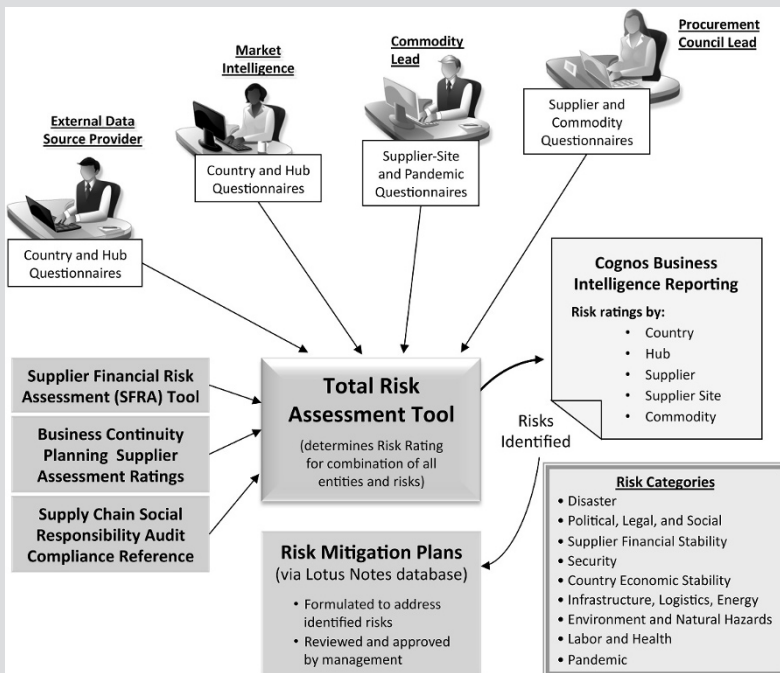 External Data
Source Provider
Country and Hub
Questionnaires
Market
Intelligence
Country and Hub
Questionnaires
Commodity
Lead
Supplier-Site
and Pandemic
Questionnaires
Procurement
Council Lead
Supplier and
Commodity
Questionnaires
Supplier Financial Risk
Assessment (SFRA) Tool
Business Continuity
Planning Supplier
Assessment Ratings
Supply Chain Social
Responsibility Audit
Compliance Reference
Total Risk
Assessment Tool
(determines Risk Rating
for combination of all
entities and risks)
Cognos Business
Intelligence Reporting
Risk ratings by:
• Country
• Hub
• Supplier
• Supplier Site
• Commodity
Risks
Identified
Risk Mitigation Plans
(via Lotus Notes database)
• Formulated to address
identified risks
• Reviewed and approved
by management
Risk Categories
• Disaster
• Political, Legal, and Social
• Supplier Financial Stability
• Security
• Country Economic Stability
• Infrastructure, Logistics, Energy
• Environment and Natural Hazards
• Labor and Health
• Pandemic